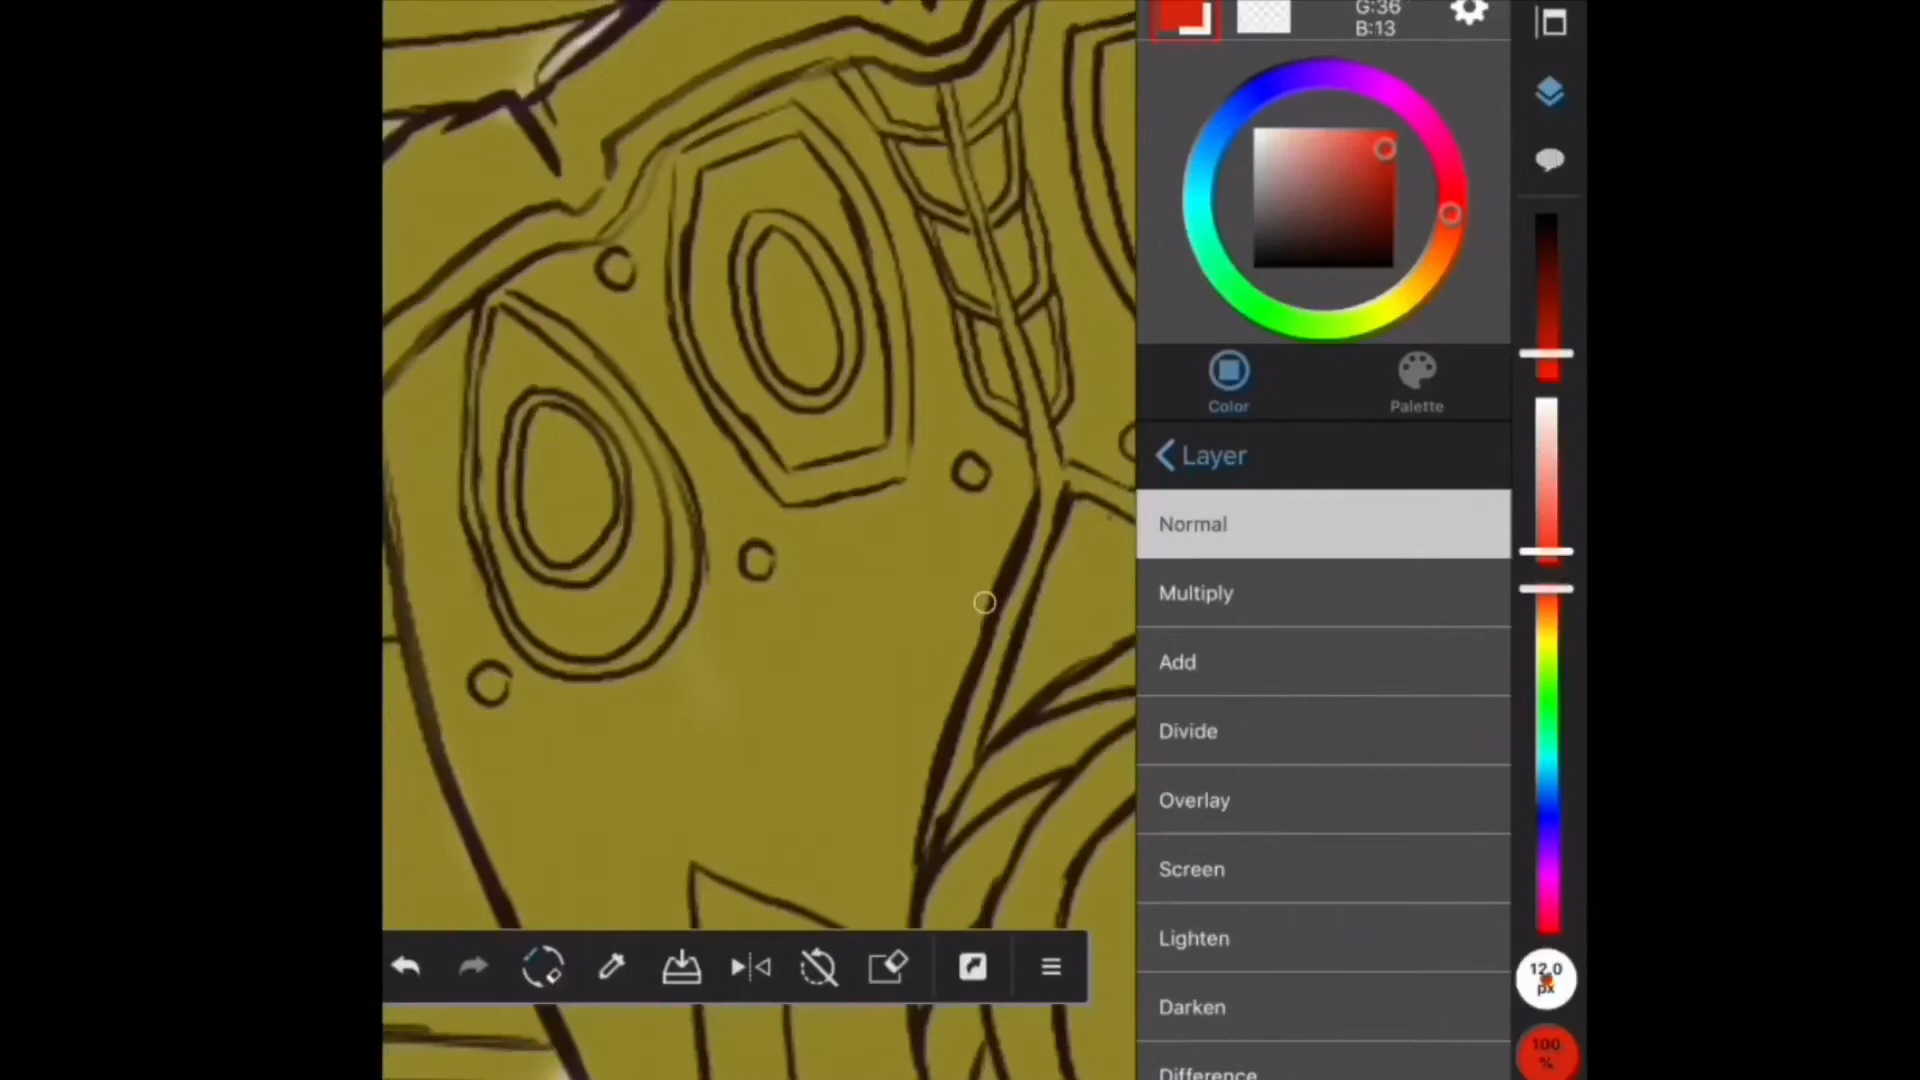 G:36
B:13
Color
Palette
Layer
Normal
Multiply
Add
Divide
Overlay
Screen
Lighten
Darken
Difference
12.0
px
100
%